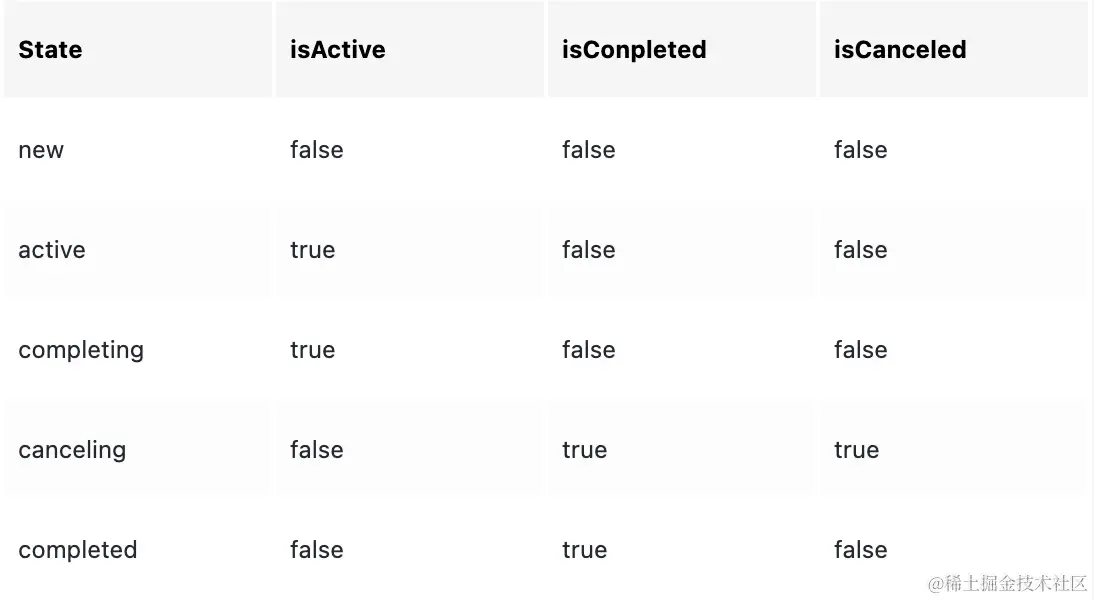 State isActive isConpleted isCanceled
new false false false
active true false false
completing true false false
canceling false true true
completed false true false
@稀土掘金技术社区